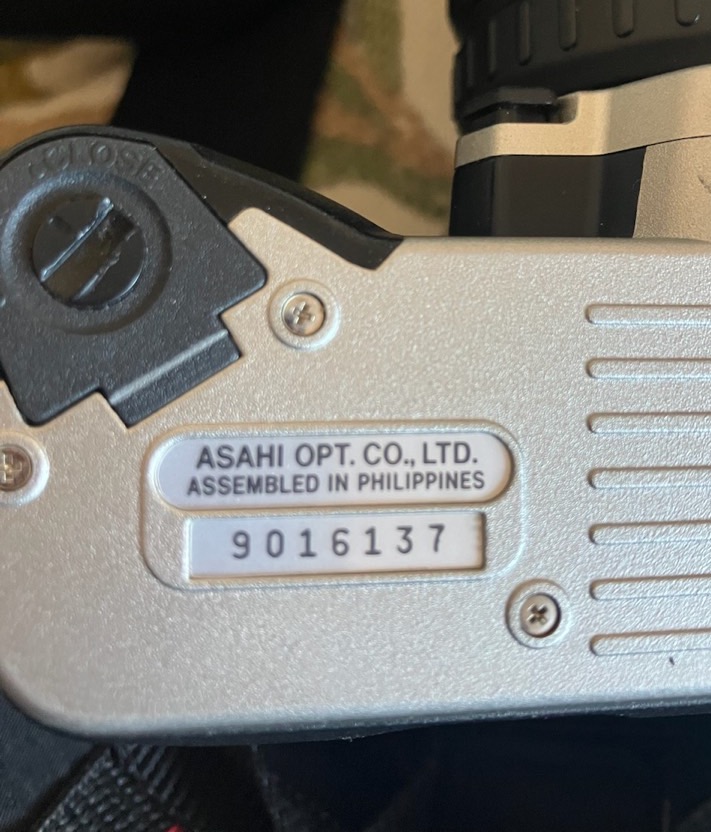 CLOSE
ASAHI OPT. CO., LTD.
ASSEMBLED IN PHILIPPINES
9016137